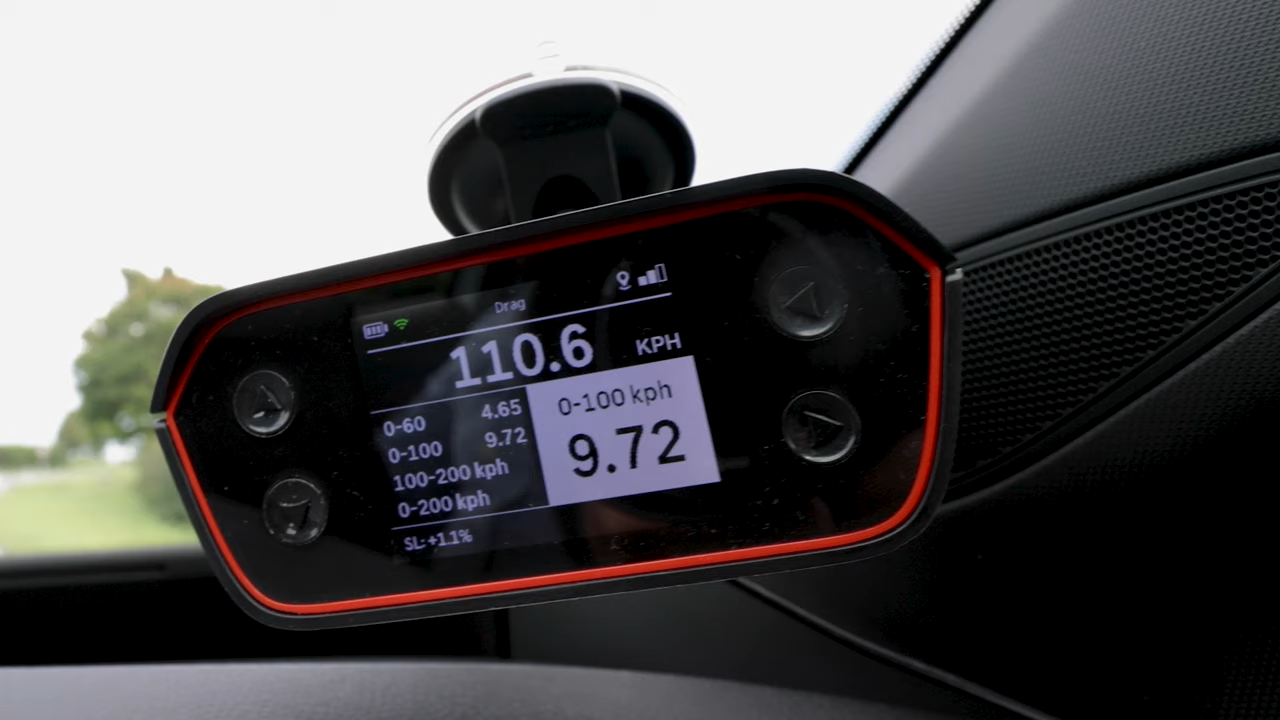 Drag
110.6 KPH
0-60 4.65
0-100 9.72
100-200 kph
0-200 kph
0-100 kph
9.72
SL:+1.1%